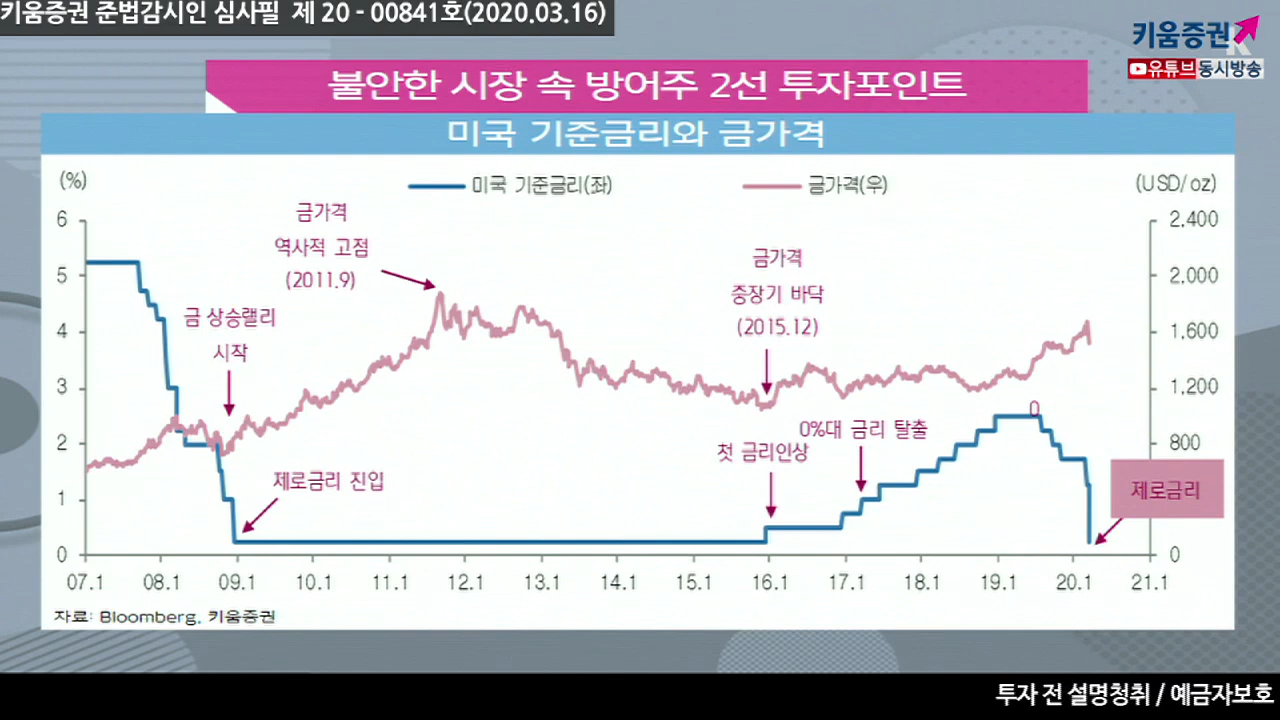 키움증권 준법감시인 심사필 제 20 - 00841호(2020.03.16)
키움증권
K
유튜브동시방송
불안한 시장 속 방어주 2선 투자포인트
미국 기준금리와 금가격
(%)
미국 기준금리(좌)
금가격(우)
(USD/oz)
6
5
4
3
2
1
0
2,400
2,000
1,600
1,200
800
0
금가격
역사적 고점
(2011.9)
금 상승랠리
시작
제로금리 진입
금가격
중장기 바닥
(2015.12)
첫 금리인상
0%대 금리 탈출
0
제로금리
07.1 08.1 09.1 10.1 11.1 12.1 13.1 14.1 15.1 16.1 17.1 18.1 19.1 20.1 21.1
자료: Bloomberg, 키움증권
투자 전 설명청취 / 예금자보호